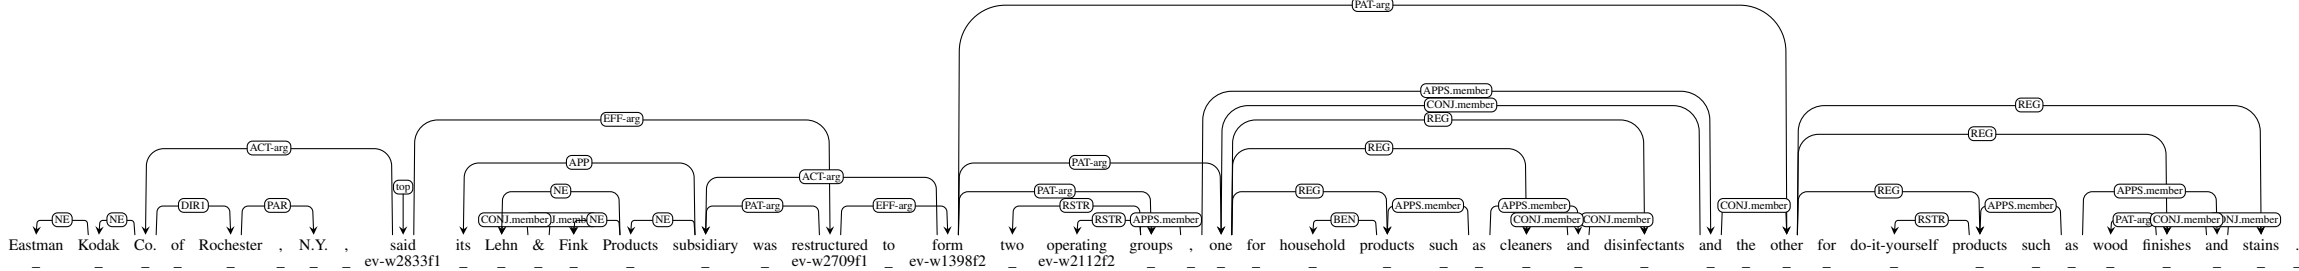 PAT-arg
APPS.member
CONJ.member
REG
EFF-arg REG
REG
ACT-arg REG
APP PAT-arg
ACT-arg
top
NE PAT-arg REG REG APPS.member
DIR1 PAR PAT-arg EFF-arg RSTR APPS.member APPS.member CONJ.member RSTR APPS.member
NE NE CONJ.member NE NE RSTR APPS.member BEN CONJ.member CONJ.member RSTR PAT-arg CONJ.member
Eastman Kodak Co. of Rochester , N.Y. , said its Lehn & Fink Products subsidiary was restructured to form two operating groups , one for household products such as cleaners and disinfectants and the other for do-it-yourself products such as wood finishes and stains .
ev-w2833f1 ev-w2709f1 ev-w1398f2 ev-w2112f2